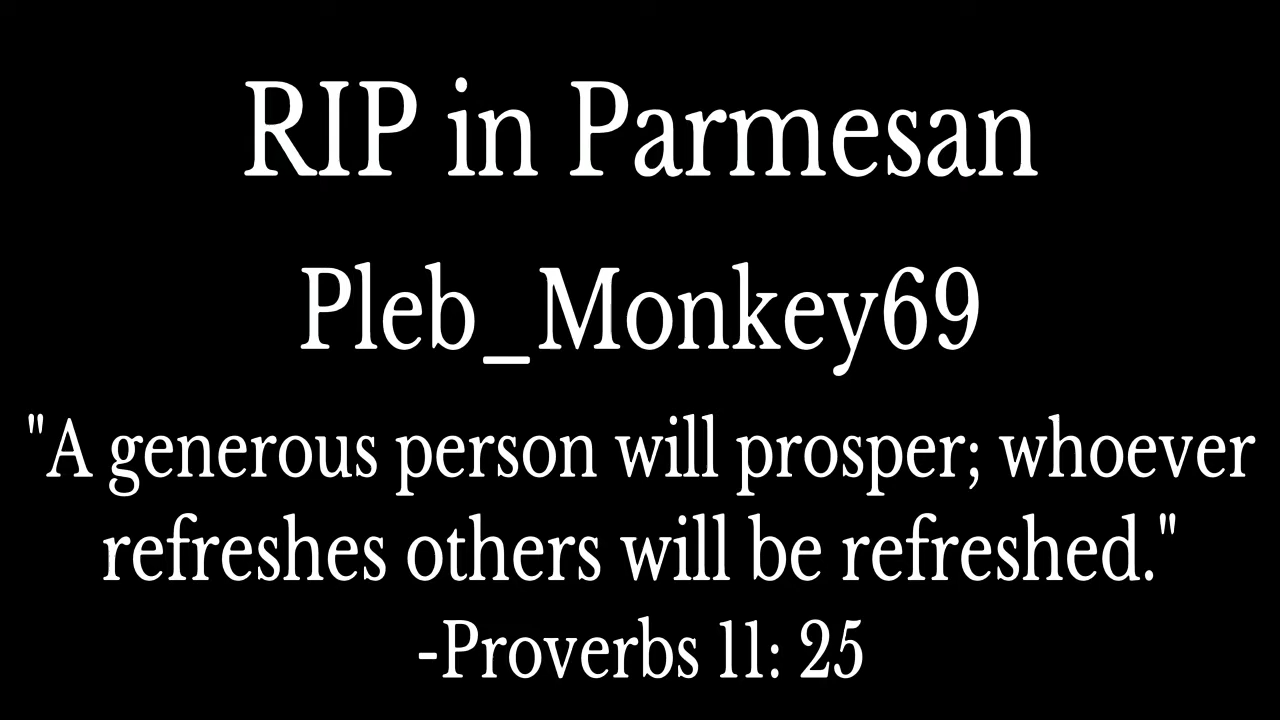 RIP in Parmesan
Pleb_Monkey69
"A generous person will prosper; whoever
refreshes others will be refreshed."
-Proverbs 11: 25